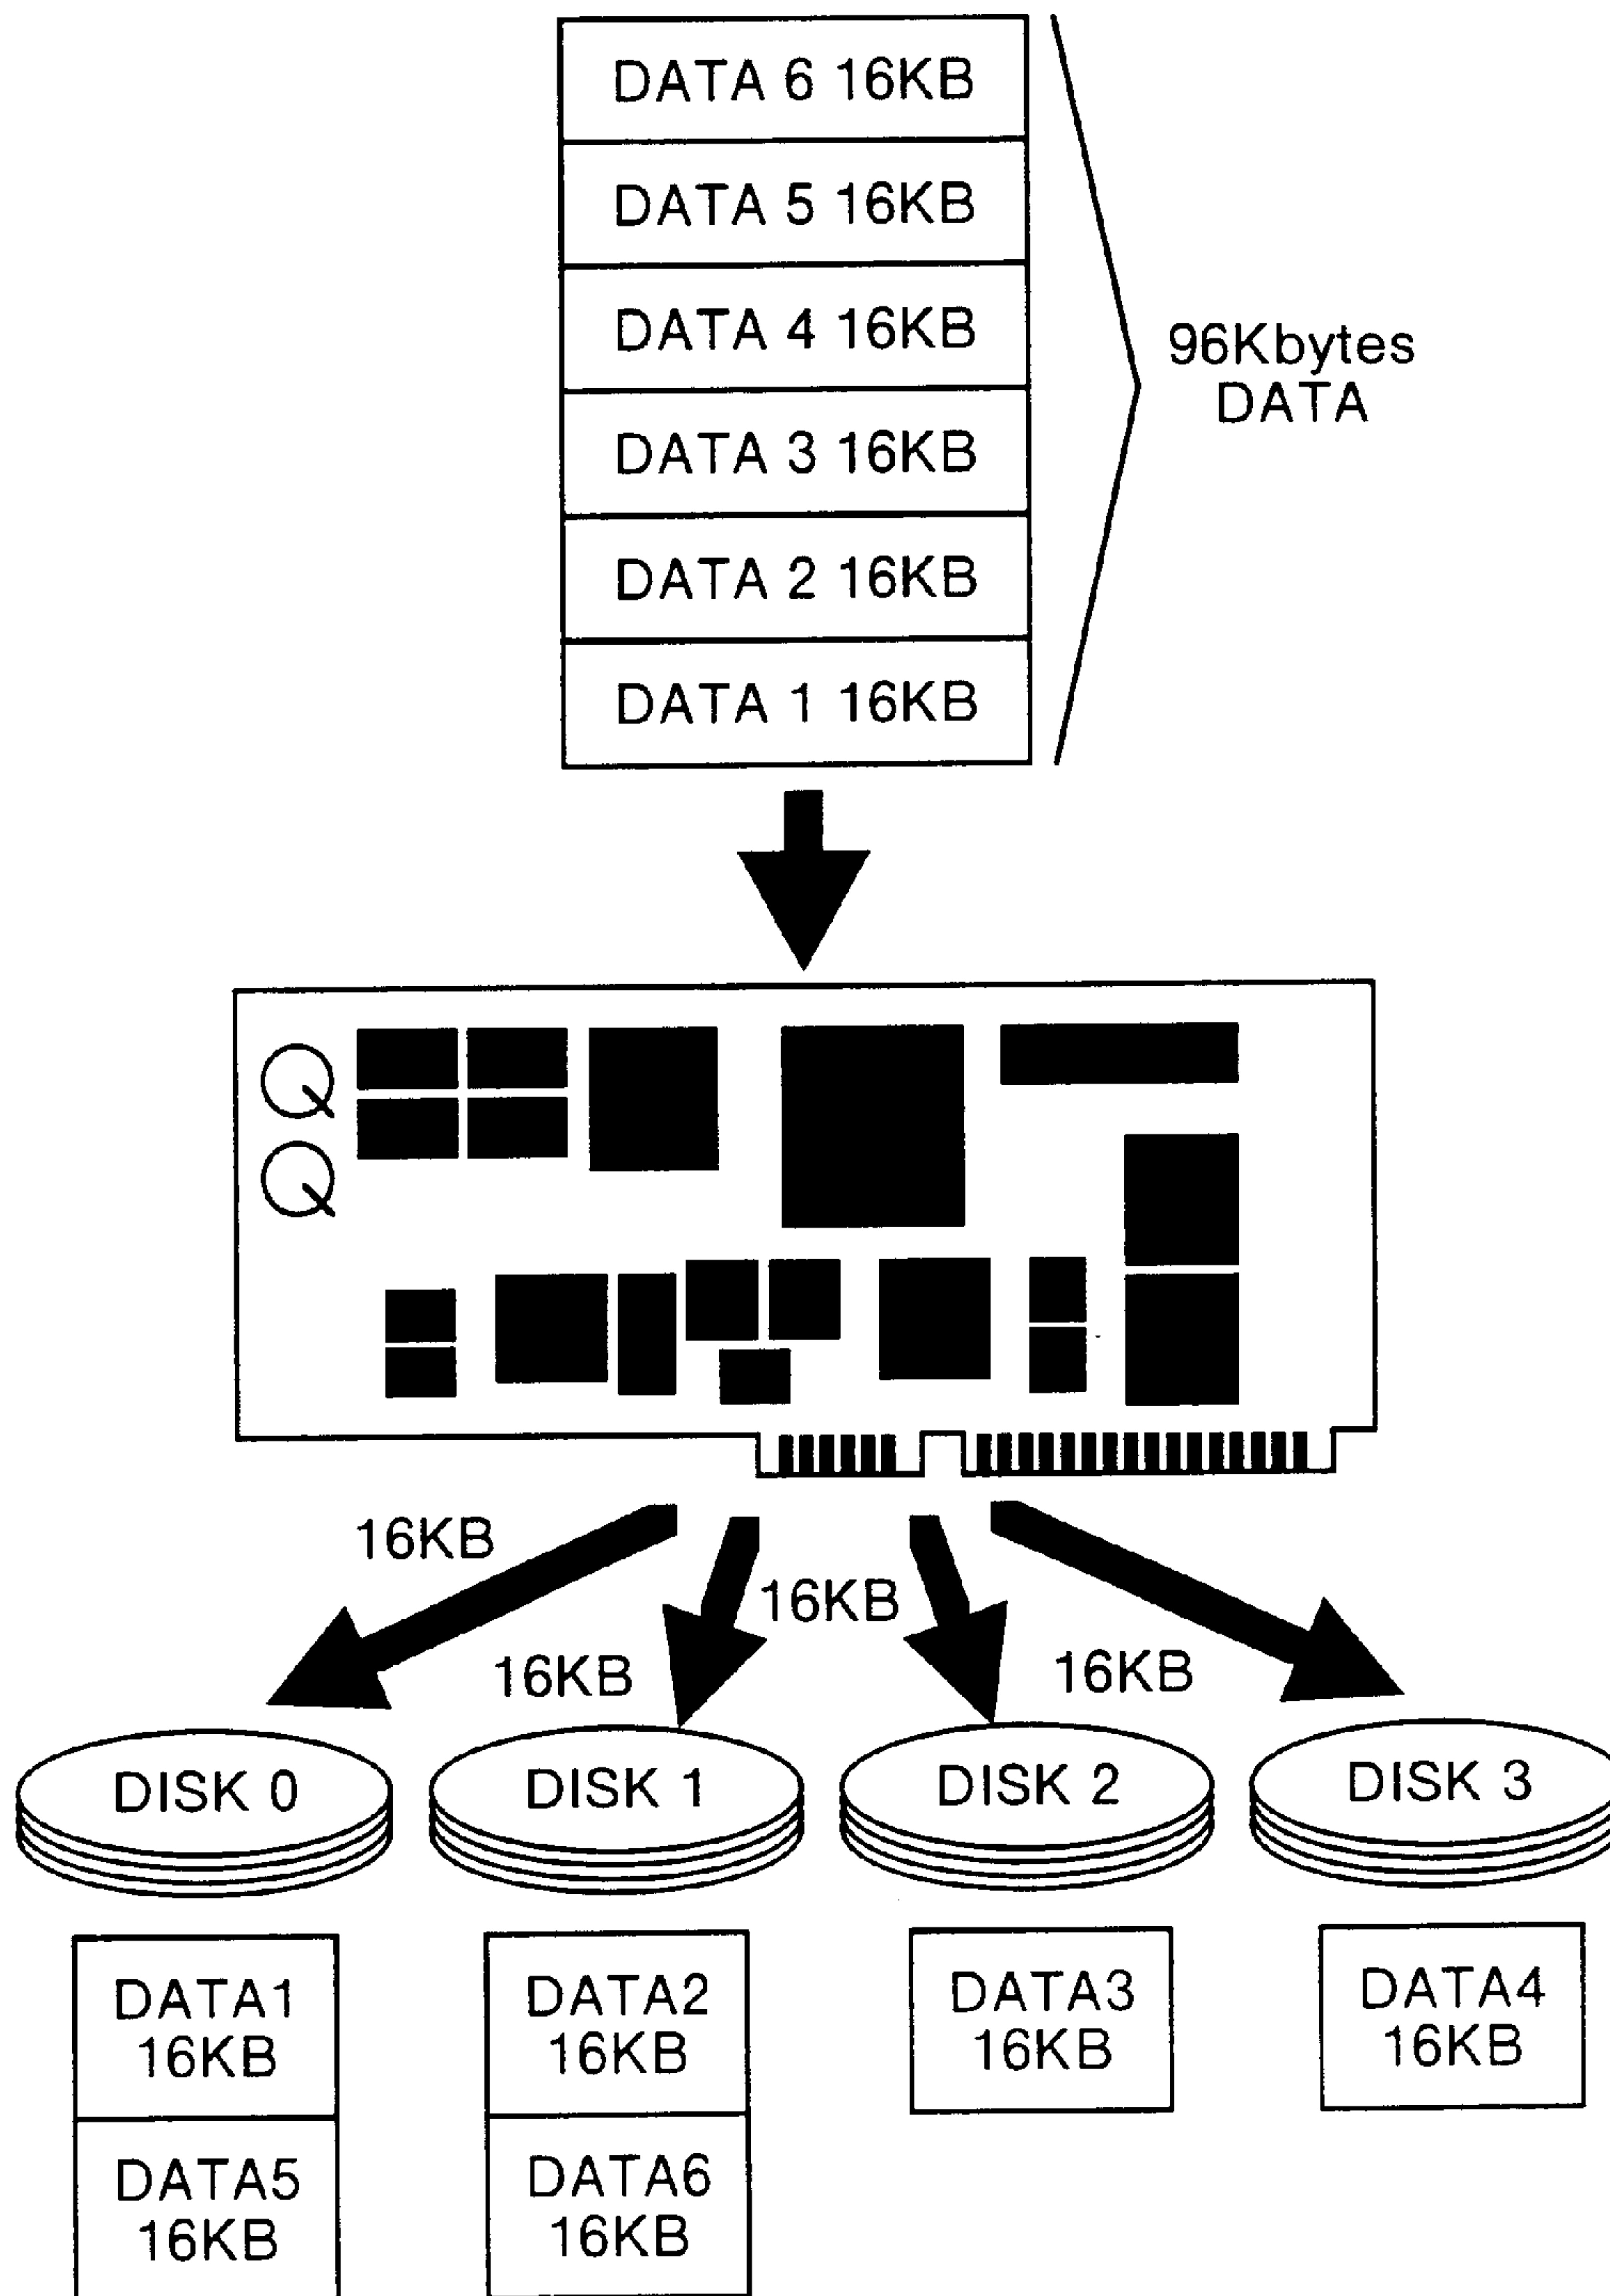 DATA 6 16KB
DATA 5 16KB
DATA 4 16KB
DATA 3 16KB
DATA 2 16KB
DATA 1 16KB
96Kbytes
DATA
16KB
16KB
16KB
16KB
DISK 0
DISK 1
DISK 2
DISK 3
DATA1
16KB
DATA2
16KB
DATA3
16KB
DATA4
16KB
DATA5
16KB
DATA6
16KB